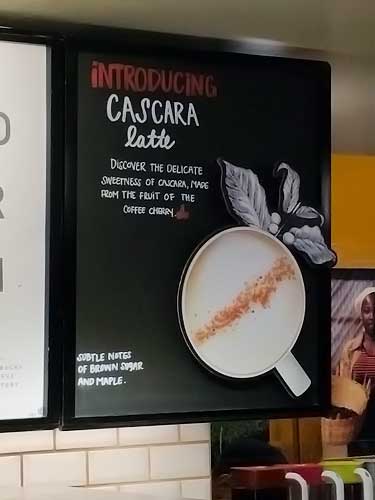 INTRODUCING
CASCARA
latte
DISCOVER THE DELICATE
SWEETNESS OF CASCARA, MADE
FROM THE FRUIT OF THE
COFFEE CHERRY.
SUBTLE NOTES
OF BROWN SUGAR
AND MAPLE.